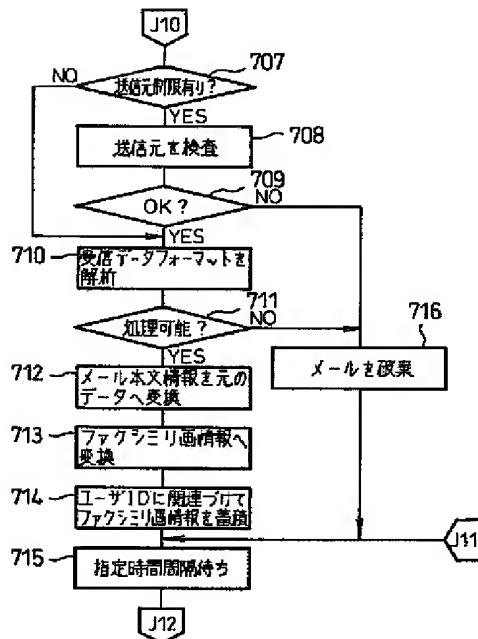 J10
707
送信元制限有り?
NO
YES
708
送信元を検査
709
OK?
NO
YES
710
受信データフォーマットを
解析
711
処理可能?
NO
YES
716
712
メール本文情報を元の
データへ変換
メールを破棄
713
ファクシミリ画情報へ
変換
714
ユーザIDに関連づけて
ファクシミリ画情報を蓄積
J11
715
指定時間間隔待ち
J12